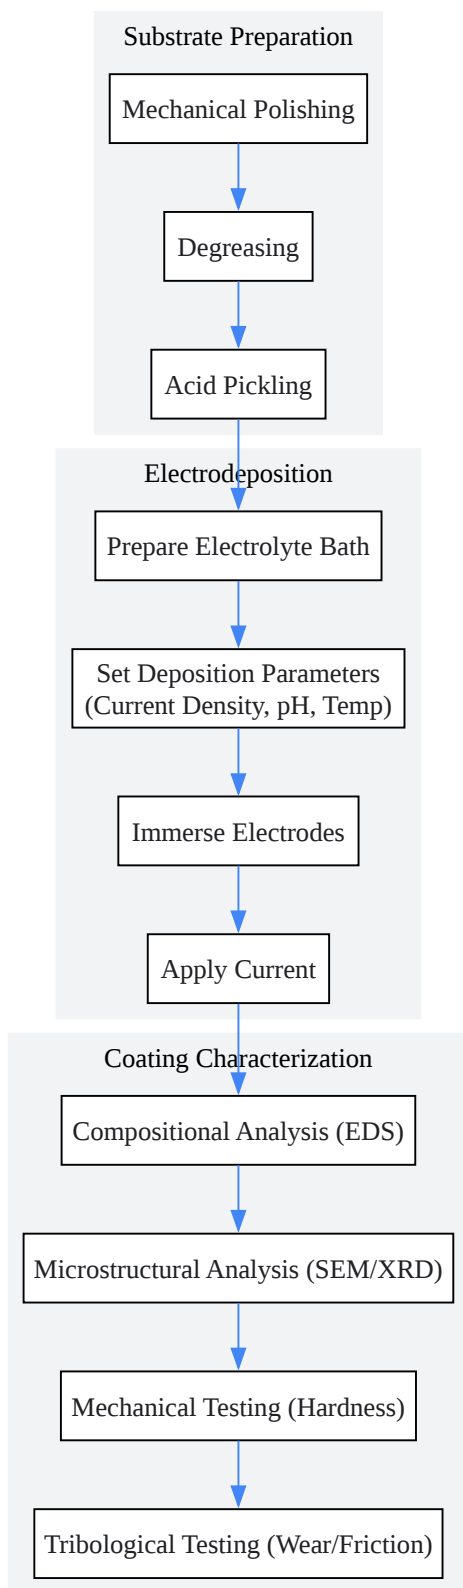 Substrate Preparation
Mechanical Polishing
Degreasing
Acid Pickling
Electrodeposition
Prepare Electrolyte Bath
Set Deposition Parameters
(Current Density, pH, Temp)
Immerse Electrodes
Apply Current
Coating Characterization
Compositional Analysis (EDS)
Microstructural Analysis (SEM/XRD)
Mechanical Testing (Hardness)
Tribological Testing (Wear/Friction)